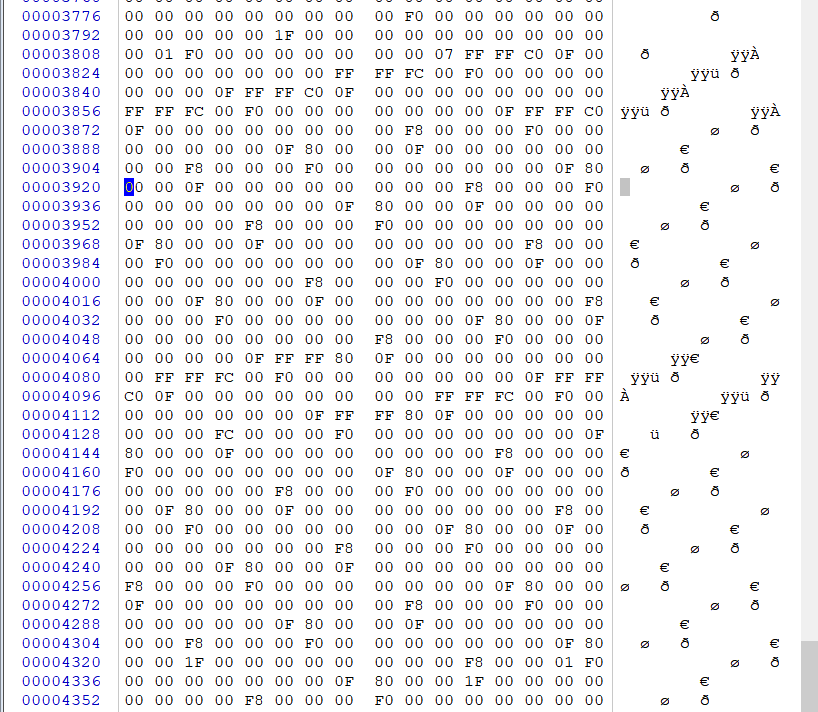 00003776 00 00 00 00 00 00 00 00 00 F0 00 00 00 00 00 00 ð
00003792 00 00 00 00 00 1F 00 00 00 00 00 00 00 00 00 00
00003808 00 01 F0 00 00 00 00 00 00 00 07 FF FF C0 0F 00 ð ÿÿÀ
00003824 00 00 00 00 00 00 00 FF FF FC 00 F0 00 00 00 00 ÿÿü ð
00003840 00 00 00 0F FF FF C0 0F 00 00 00 00 00 00 00 00 ÿÿÀ
00003856 FF FF FC 00 F0 00 00 00 00 00 00 00 0F FF FF C0 ÿÿü ð ÿÿÀ
00003872 0F 00 00 00 00 00 00 00 00 F8 00 00 00 F0 00 00 ø ð
00003888 00 00 00 00 00 0F 80 00 00 0F 00 00 00 00 00 00 €
00003904 00 00 F8 00 00 00 F0 00 00 00 00 00 00 00 0F 80 ø ð €
00003920 00 00 0F 00 00 00 00 00 00 00 00 F8 00 00 00 F0 ø ð
00003936 00 00 00 00 00 00 00 0F 80 00 00 0F 00 00 00 00 €
00003952 00 00 00 00 F8 00 00 00 F0 00 00 00 00 00 00 00 ø ð
00003968 0F 80 00 00 0F 00 00 00 00 00 00 00 00 F8 00 00 € ø
00003984 00 F0 00 00 00 00 00 00 00 0F 80 00 00 0F 00 00 ð €
00004000 00 00 00 00 00 00 F8 00 00 00 F0 00 00 00 00 00 ø ð
00004016 00 00 0F 80 00 00 0F 00 00 00 00 00 00 00 00 F8 € ø
00004032 00 00 00 F0 00 00 00 00 00 00 00 0F 80 00 00 0F ð €
00004048 00 00 00 00 00 00 00 00 F8 00 00 00 F0 00 00 00 ø ð
00004064 00 00 00 00 0F FF FF 80 0F 00 00 00 00 00 00 00 ÿÿ€
00004080 00 FF FF FC 00 F0 00 00 00 00 00 00 00 0F FF FF ÿÿü ð ÿÿ
00004096 C0 0F 00 00 00 00 00 00 00 00 FF FF FC 00 F0 00 À ÿÿü ð
00004112 00 00 00 00 00 00 0F FF FF 80 0F 00 00 00 00 00 ÿÿ€
00004128 00 00 00 FC 00 00 00 F0 00 00 00 00 00 00 00 0F ü ð
00004144 80 00 00 0F 00 00 00 00 00 00 00 00 F8 00 00 00 € ø
00004160 F0 00 00 00 00 00 00 00 0F 80 00 00 0F 00 00 00 ð €
00004176 00 00 00 00 00 F8 00 00 00 F0 00 00 00 00 00 00 ø ð
00004192 00 0F 80 00 00 0F 00 00 00 00 00 00 00 00 F8 00 € ø
00004208 00 00 F0 00 00 00 00 00 00 00 0F 80 00 00 0F 00 ð €
00004224 00 00 00 00 00 00 00 F8 00 00 00 F0 00 00 00 00 ø ð
00004240 00 00 00 0F 80 00 00 0F 00 00 00 00 00 00 00 00 €
00004256 F8 00 00 00 F0 00 00 00 00 00 00 00 0F 80 00 00 ø ð €
00004272 0F 00 00 00 00 00 00 00 00 F8 00 00 00 F0 00 00 ø ð
00004288 00 00 00 00 00 0F 80 00 00 0F 00 00 00 00 00 00 €
00004304 00 00 F8 00 00 00 F0 00 00 00 00 00 00 00 0F 80 ø ð €
00004320 00 00 1F 00 00 00 00 00 00 00 00 F8 00 00 01 F0 ø ð
00004336 00 00 00 00 00 00 00 0F 80 00 00 1F 00 00 00 00 €
00004352 00 00 00 00 F8 00 00 00 F0 00 00 00 00 00 00 00 ø ð